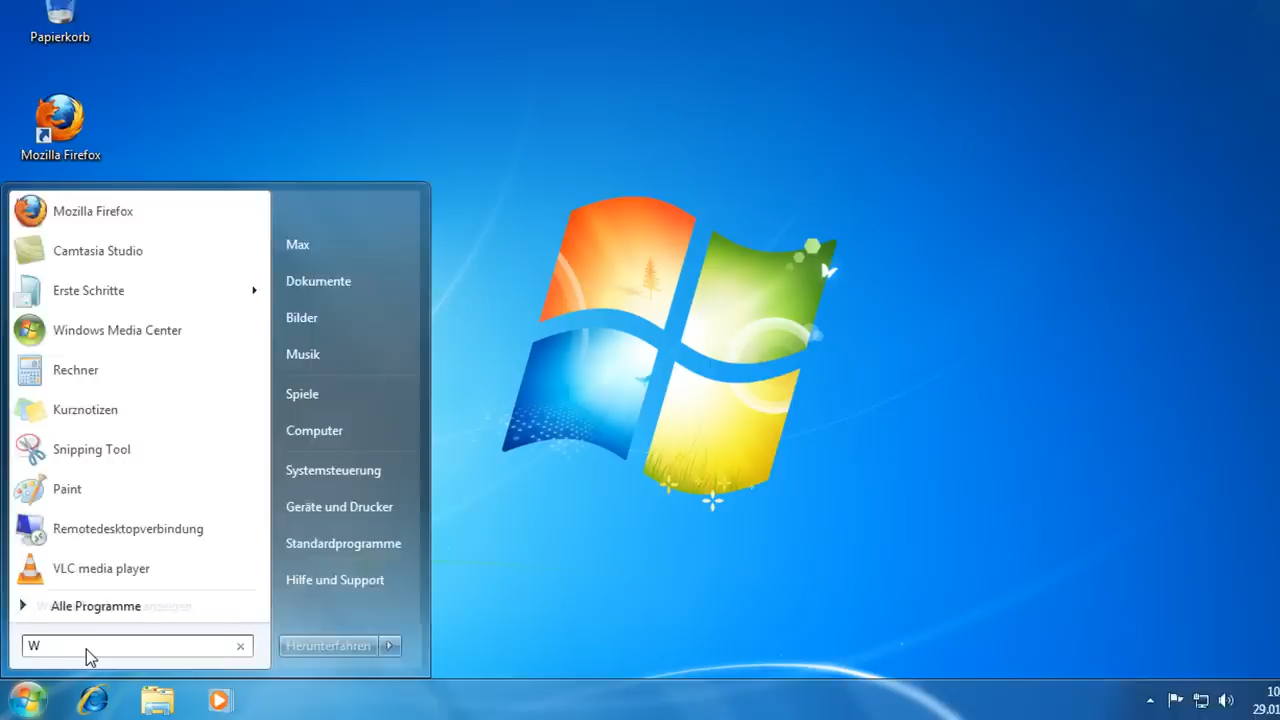 Papierkorb
Mozilla Firefox
Mozilla Firefox
Camtasia Studio
Erste Schritte
Windows Media Center
Rechner
Kurznotizen
Snipping Tool
Paint
Remotedesktopverbindung
VLC media player
Alle Programme
W
Max
Dokumente
Bilder
Musik
Spiele
Computer
Systemsteuerung
Geräte und Drucker
Standardprogramme
Hilfe und Support
Herunterfahren
10
29.01